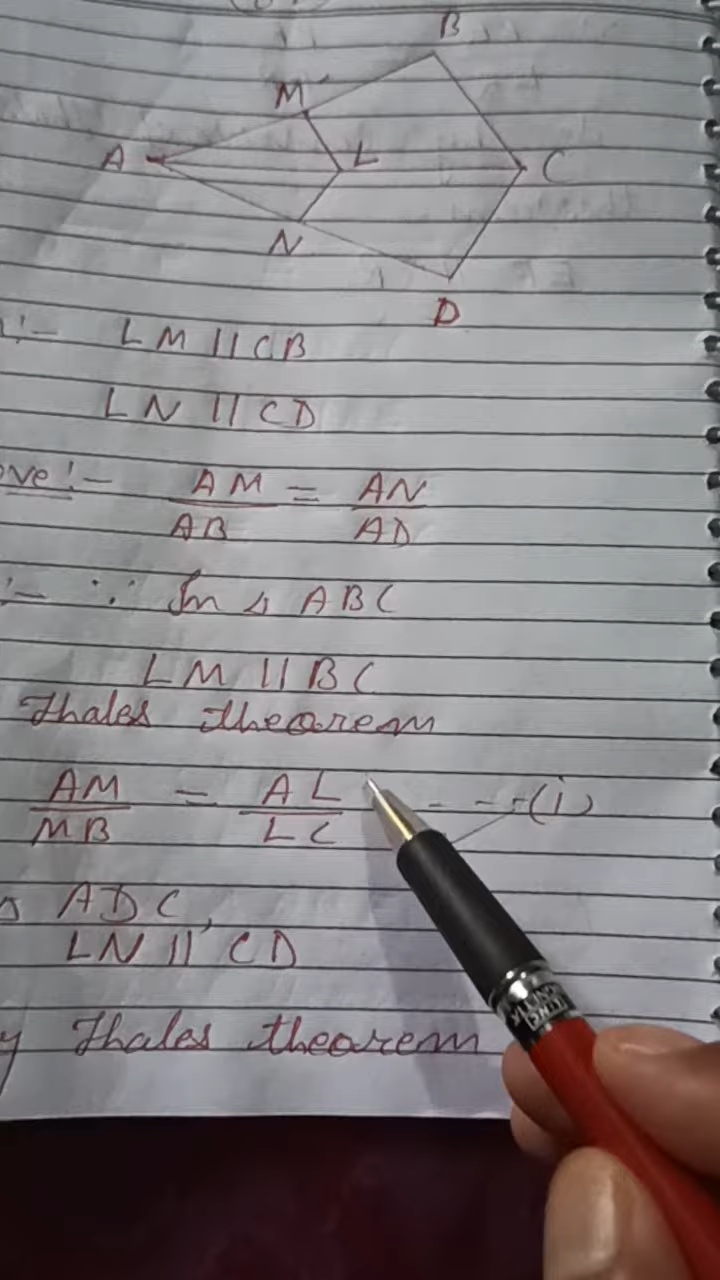 B
M
A
L
C
N
D
:- LM || CB
LN || CD
ove :- AM/AB = AN/AD
:- ∵ In △ ABC
LM || BC
Thales theorem
AM/MB = AL/LC - - - (i)
△ ADC,
LN || CD
y Thales theorem